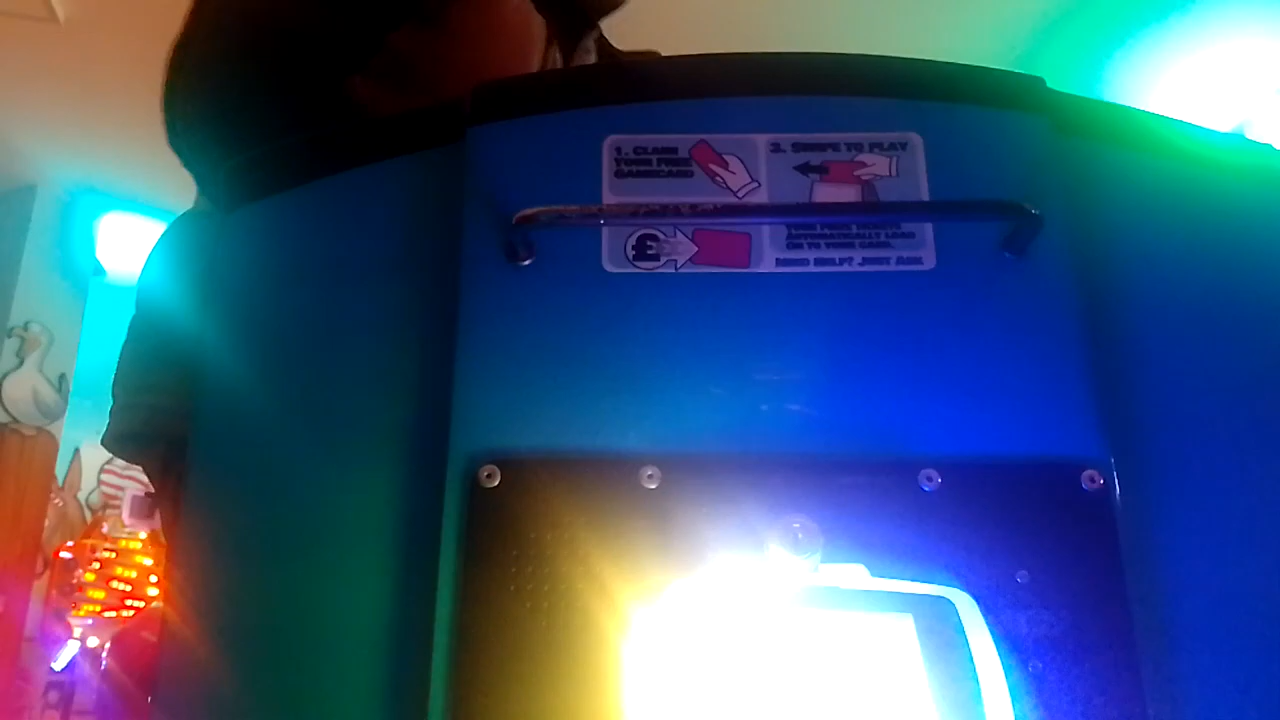 1. CLAIM
YOUR FREE
GAMECARD
3. SWIPE TO PLAY
£
YOUR PRIZE TICKETS
AUTOMATICALLY LOAD
ON TO YOUR CARD.
NEED HELP? JUST ASK